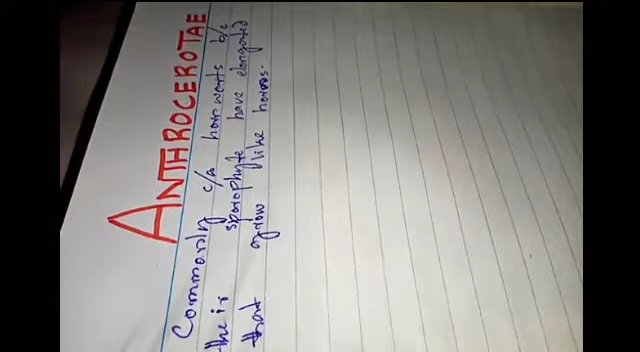 ANTHROCEROTAE
Commonly c/a hornworts b/c
their sporophyte have elongated
that grow like horns.